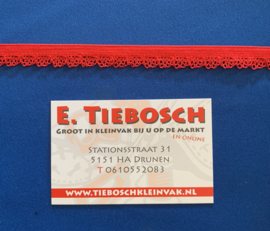 E. TIEBOSCH
GROOT IN KLEINVAK BIJ U OP DE MARKT
EN ONLINE
STATIONSSTRAAT 31
5151 HA DRUNEN
T 0610552083
WWW.TIEBOSCHKLEINVAK.NL